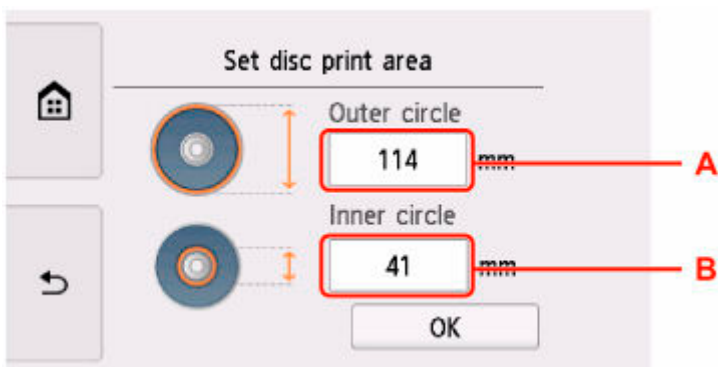 Set disc print area
Outer circle
114 mm A
Inner circle
41 mm B
OK